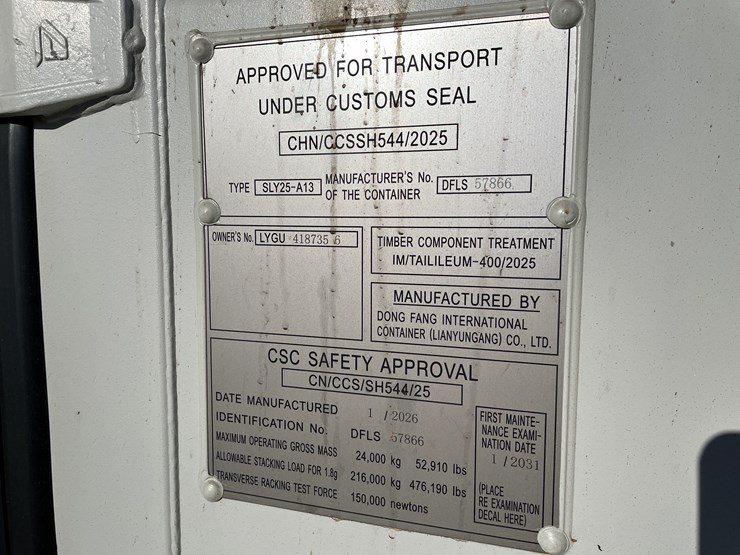 APPROVED FOR TRANSPORT
UNDER CUSTOMS SEAL
CHN/CCSSH544/2025
TYPE SLY25-A13 MANUFACTURER'S No. OF THE CONTAINER DFLS 57866
OWNER'S No. LYGU 418735 6
TIMBER COMPONENT TREATMENT
IM/TAILILEUM-400/2025
MANUFACTURED BY
DONG FANG INTERNATIONAL
CONTAINER (LIANYUNGANG) CO., LTD.
CSC SAFETY APPROVAL
CN/CCS/SH544/25
DATE MANUFACTURED 1 / 2026
IDENTIFICATION No. DFLS 57866
MAXIMUM OPERATING GROSS MASS 24,000 kg 52,910 lbs
ALLOWABLE STACKING LOAD FOR 1.8g 216,000 kg 476,190 lbs
TRANSVERSE RACKING TEST FORCE 150,000 newtons
FIRST MAINTE-
NANCE EXAMI-
NATION DATE
1 / 2031
(PLACE
RE EXAMINATION
DECAL HERE)